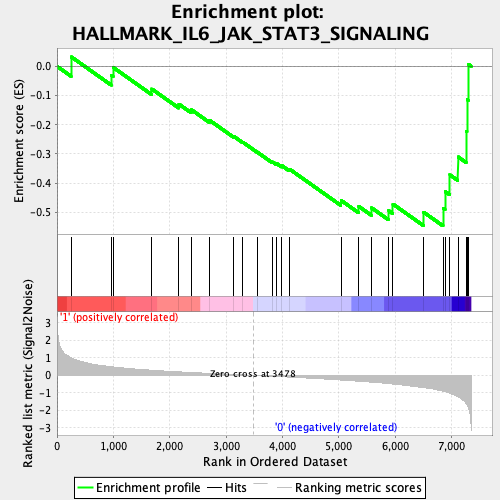 Enrichment plot:
HALLMARK_IL6_JAK_STAT3_SIGNALING
Enrichment score (ES)
0.0
-0.1
-0.2
-0.3
-0.4
-0.5
'1' (positively correlated)
Ranked list metric (Signal2Noise)
3
2
1
0
-1
-2
-3
Zero cross at 3478
'0' (negatively correlated)
0 1,000 2,000 3,000 4,000 5,000 6,000 7,000
Rank in Ordered Dataset
Enrichment profile Hits Ranking metric scores